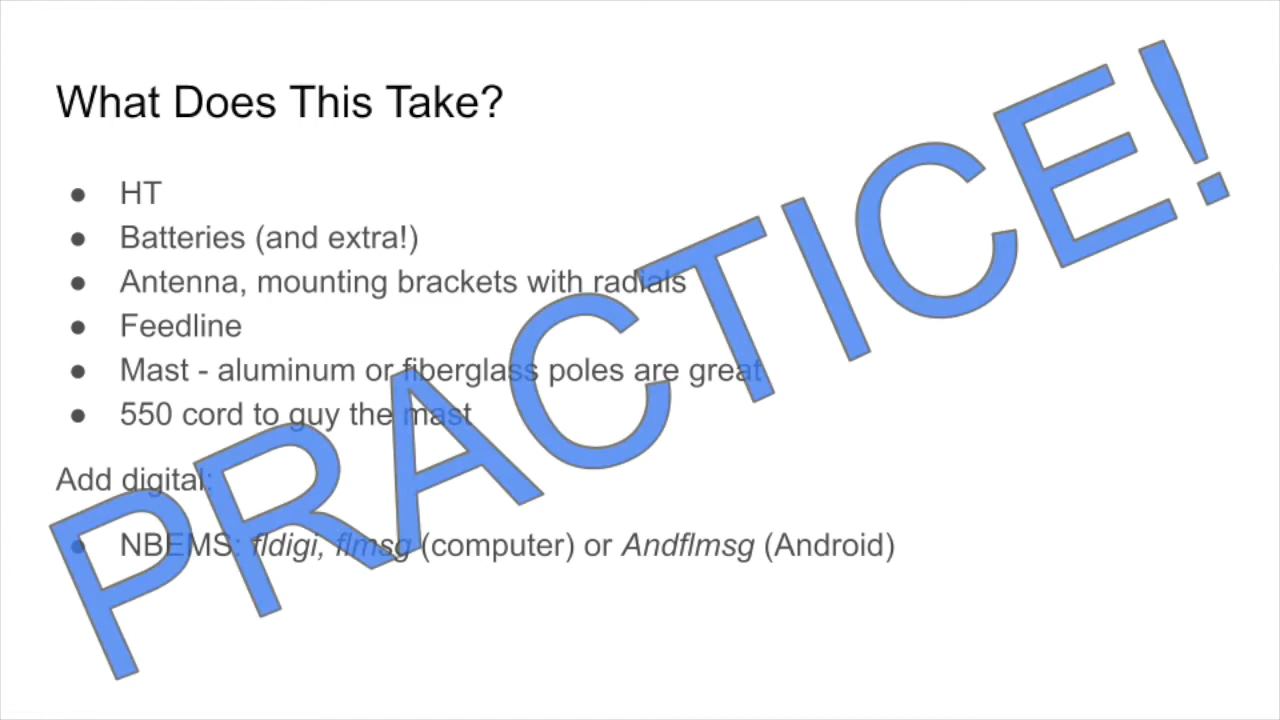 What Does This Take?
● HT
● Batteries (and extra!)
● Antenna, mounting brackets with radials
● Feedline
● Mast - aluminum or fiberglass poles are great
● 550 cord to guy the mast
Add digital:
● NBEMS: fldigi, flmsg (computer) or Andflmsg (Android)
PRACTICE!